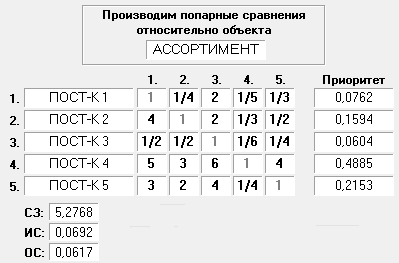 Производим попарные сравнения
относительно объекта
АССОРТИМЕНТ
1. 2. 3. 4. 5. Приоритет
1. ПОСТ-К 1 1 1/4 2 1/5 1/3 0,0762
2. ПОСТ-К 2 4 1 2 1/3 1/2 0,1594
3. ПОСТ-К 3 1/2 1/2 1 1/6 1/4 0,0604
4. ПОСТ-К 4 5 3 6 1 4 0,4885
5. ПОСТ-К 5 3 2 4 1/4 1 0,2153
СЗ: 5,2768
ИС: 0,0692
ОС: 0,0617